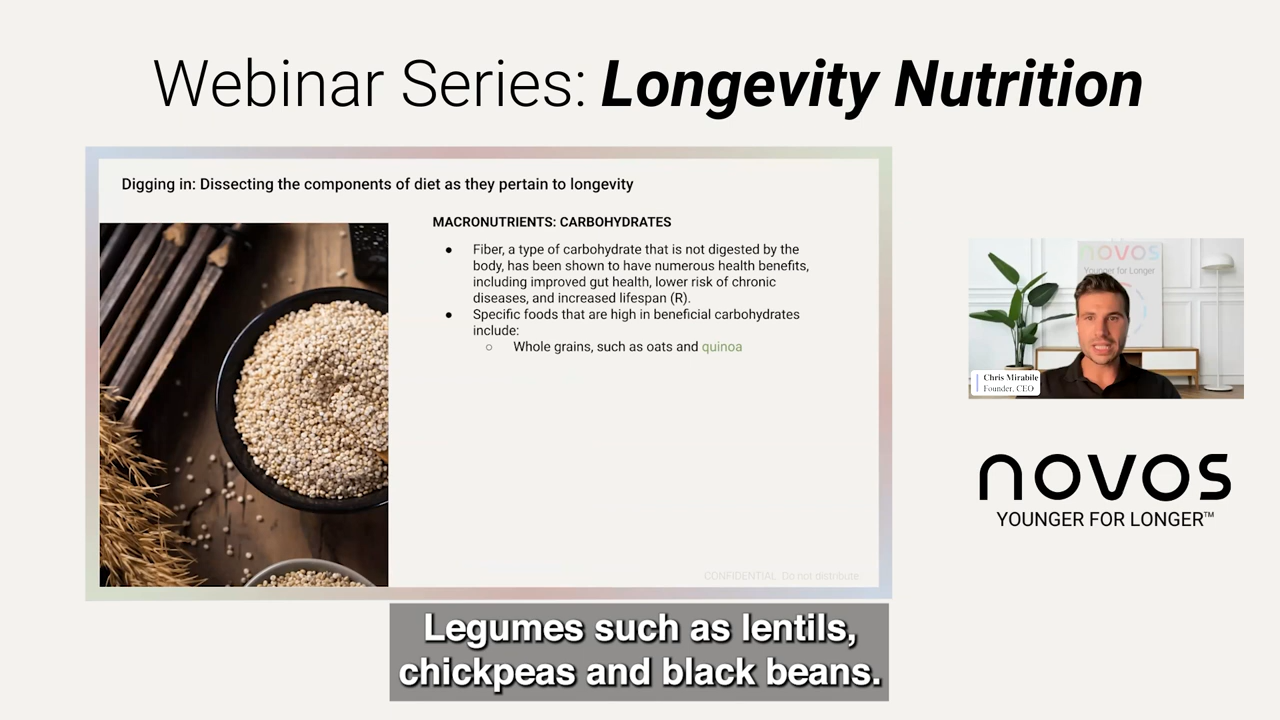 Webinar Series: Longevity Nutrition
Digging in: Dissecting the components of diet as they pertain to longevity
MACRONUTRIENTS: CARBOHYDRATES
● Fiber, a type of carbohydrate that is not digested by the
body, has been shown to have numerous health benefits,
including improved gut health, lower risk of chronic
diseases, and increased lifespan (R).
● Specific foods that are high in beneficial carbohydrates
include:
○ Whole grains, such as oats and quinoa
CONFIDENTIAL: Do not distribute
novos
Younger for Longer
Chris Mirabile
Founder, CEO
novos
YOUNGER FOR LONGER™
Legumes such as lentils,
chickpeas and black beans.